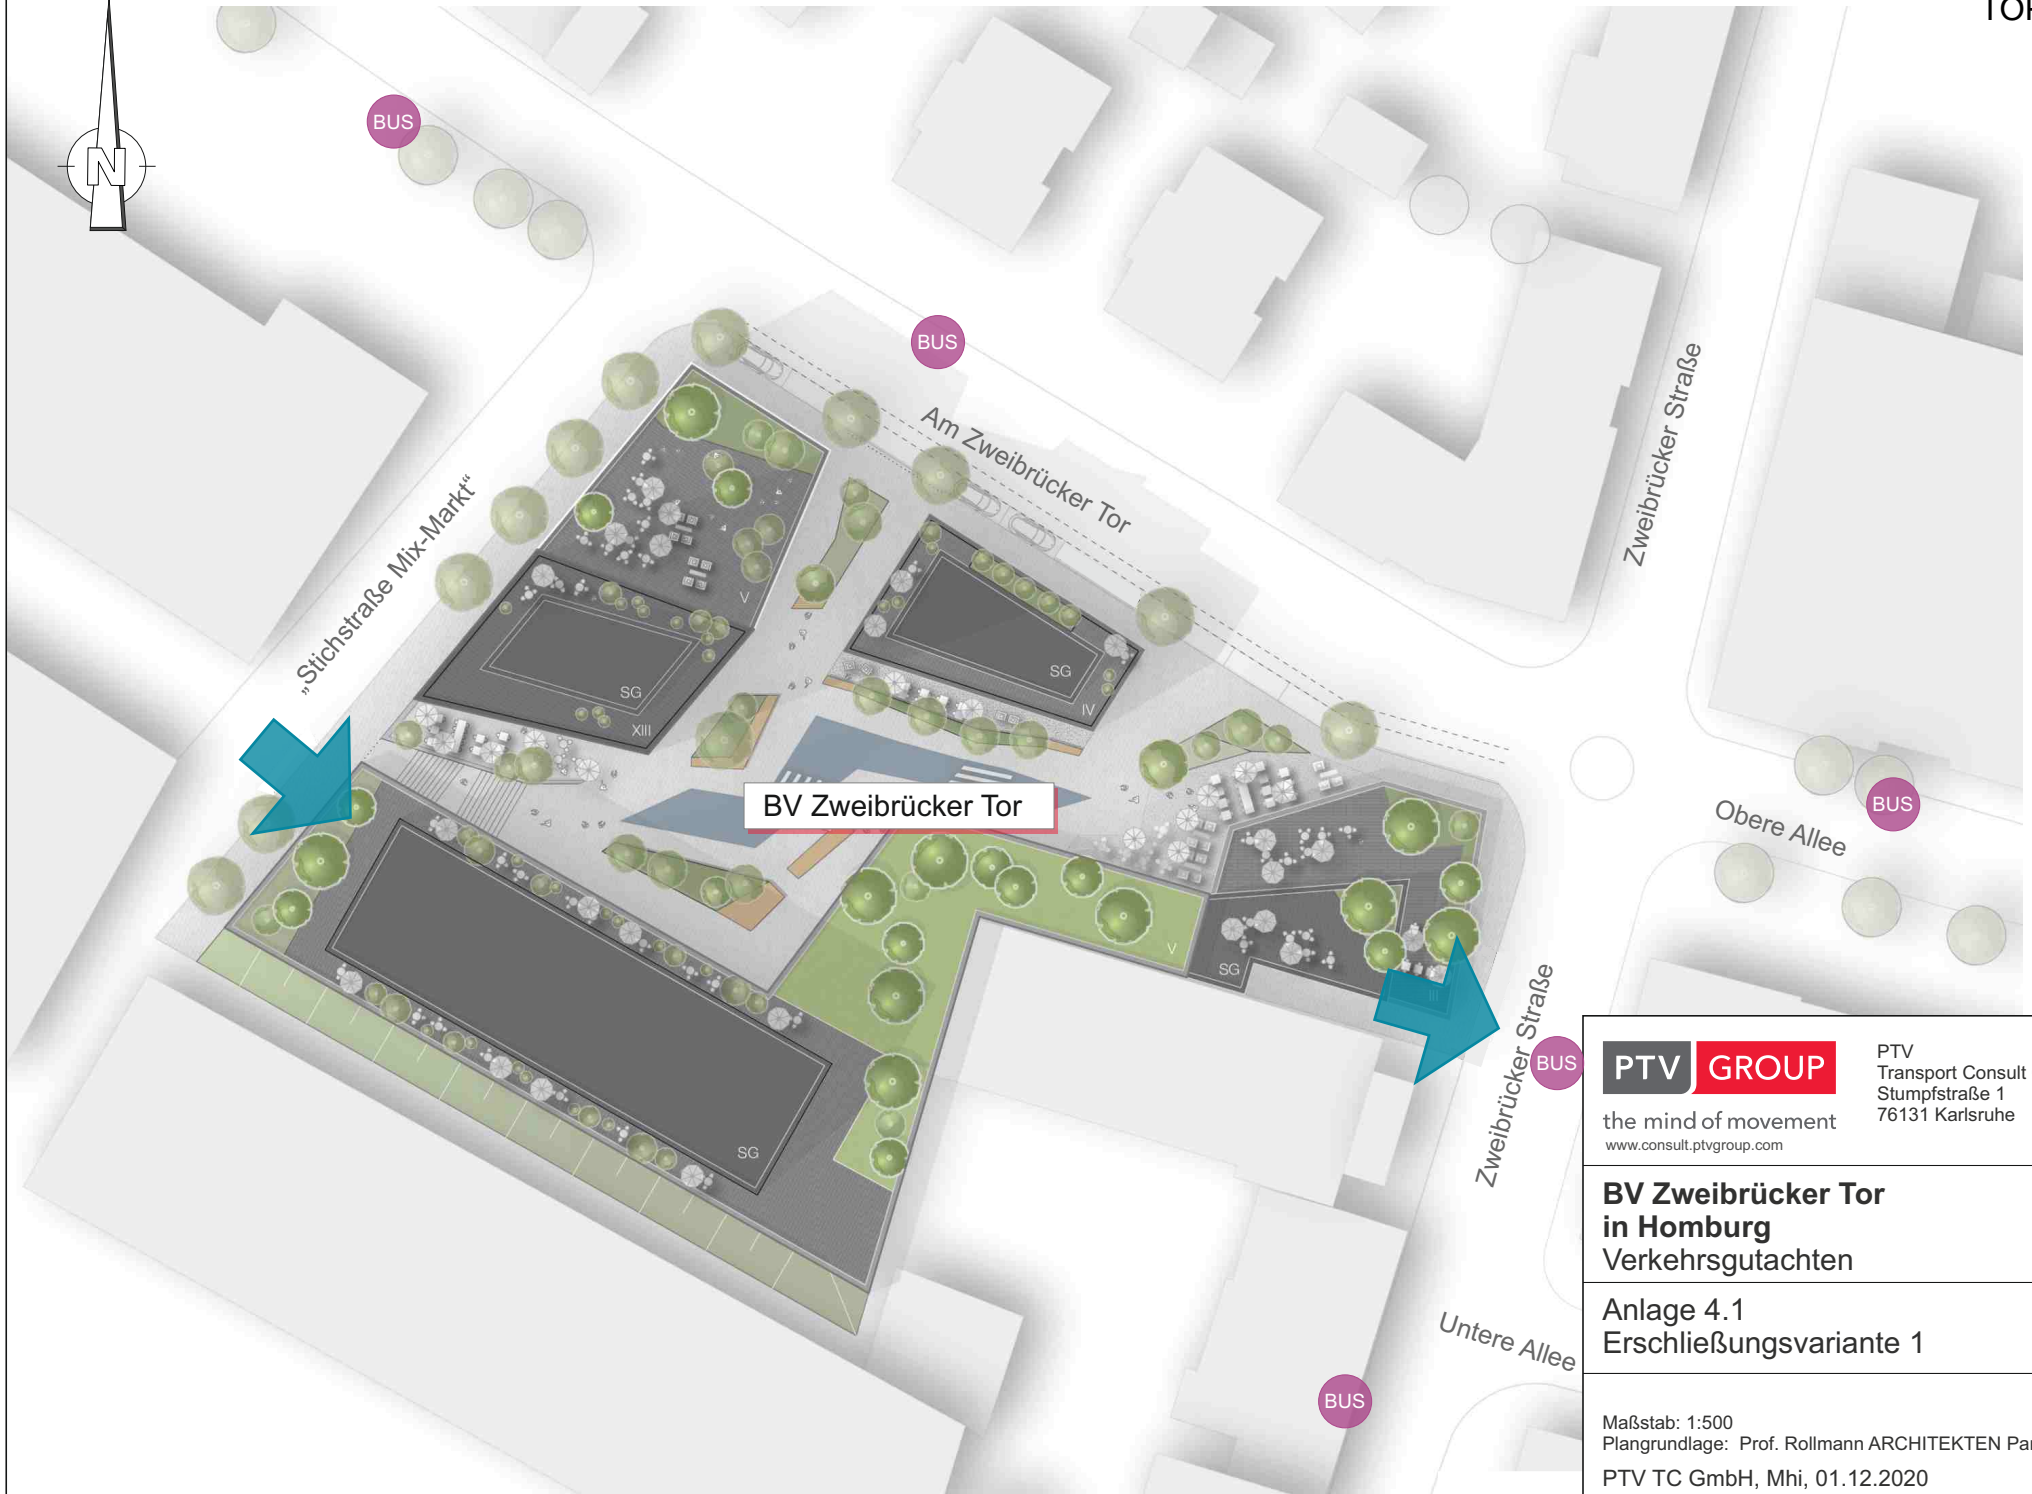 TOP
N
BUS
BUS
Am Zweibrücker Tor
Zweibrücker Straße
„Stichstraße Mix-Markt“
V
SG
XIII
SG
IV
BV Zweibrücker Tor
Obere Allee
BUS
V
SG
III
SG
Zweibrücker Straße
BUS
Untere Allee
BUS
PTV GROUP
the mind of movement
www.consult.ptvgroup.com
PTV
Transport Consult
Stumpfstraße 1
76131 Karlsruhe
BV Zweibrücker Tor
in Homburg
Verkehrsgutachten
Anlage 4.1
Erschließungsvariante 1
Maßstab: 1:500
Plangrundlage: Prof. Rollmann ARCHITEKTEN
PTV TC GmbH, Mhi, 01.12.2020